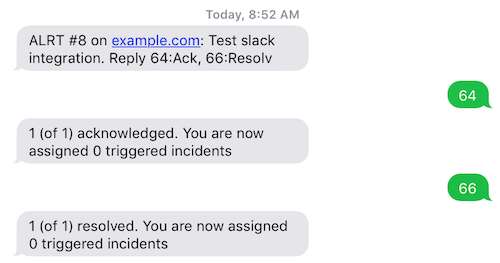 Today, 8:52 AM
ALRT #8 on example.com: Test slack
integration. Reply 64:Ack, 66:Resolv
64
1 (of 1) acknowledged. You are now
assigned 0 triggered incidents
66
1 (of 1) resolved. You are now assigned
0 triggered incidents